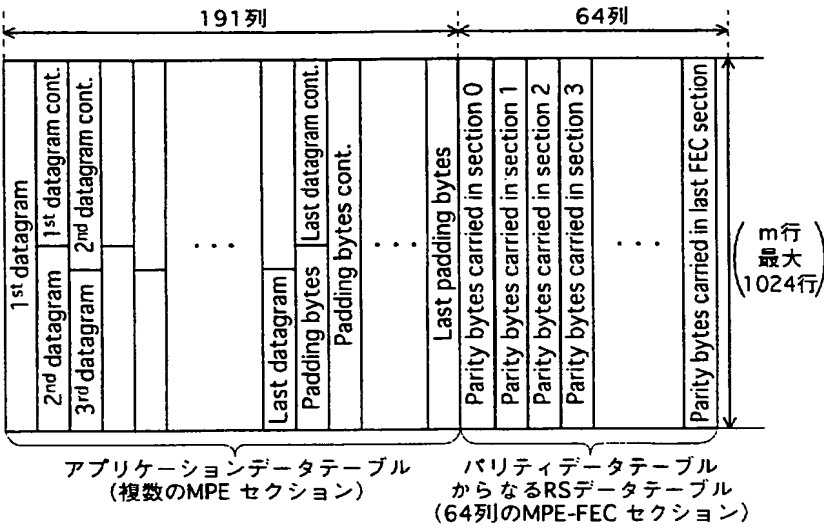 191列
64列
1st datagram
1st datagram cont.
2nd datagram
2nd datagram cont.
3rd datagram
...
Last datagram
Last datagram cont.
Padding bytes
Padding bytes cont.
...
Last padding bytes
Parity bytes carried in section 0
Parity bytes carried in section 1
Parity bytes carried in section 2
Parity bytes carried in section 3
...
Parity bytes carried in last FEC section
m行
最大
1024行
アプリケーションデータテーブル
(複数のMPE セクション)
パリティデータテーブル
からなるRSデータテーブル
(64列のMPE-FEC セクション)